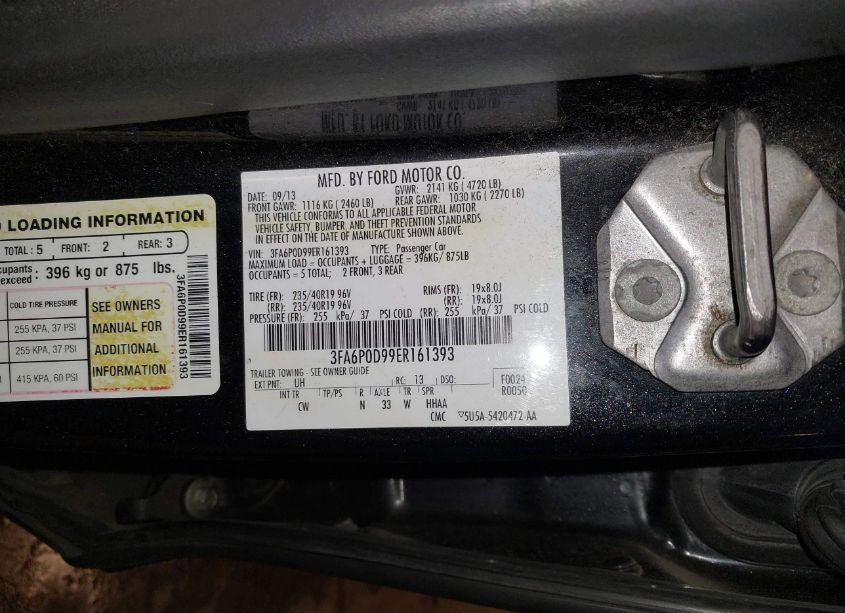 MFD. BY FORD MOTOR CO.
DATE: 09/13 GVWR: 2141 KG ( 4720 LB)
FRONT GAWR: 1116 KG ( 2460 LB) REAR GAWR: 1030 KG ( 2270 LB)
THIS VEHICLE CONFORMS TO ALL APPLICABLE FEDERAL MOTOR
VEHICLE SAFETY, BUMPER, AND THEFT PREVENTION STANDARDS
IN EFFECT ON THE DATE OF MANUFACTURE SHOWN ABOVE.
VIN: 3FA6P0D99ER161393 TYPE: Passenger Car
MAXIMUM LOAD = OCCUPANTS + LUGGAGE = 396KG/ 875LB
OCCUPANTS = 5 TOTAL; 2 FRONT, 3 REAR
TIRE (FR): 235/40R19 96V RIMS (FR): 19x8.0J
(RR): 235/40R19 96V (RR): 19x8.0J
PRESSURE (FR): 255 kPa/ 37 PSI COLD (RR): 255 kPa/ 37 PSI COLD
3FA6P0D99ER161393
TRAILER TOWING - SEE OWNER GUIDE
EXT PNT: UH RC: 13 DSO:
F0024
R0050
INT TR TP/PS R AXLE TR SPR
CW N 33 W HHAA
CMC ▽5U5A-5420472-AA
LOADING INFORMATION
TOTAL: 5 FRONT: 2 REAR: 3
exceed: 396 kg or 875 lbs.
COLD TIRE PRESSURE
255 KPA, 37 PSI
255 KPA, 37 PSI
415 KPA, 60 PSI
SEE OWNERS
MANUAL FOR
ADDITIONAL
INFORMATION
3FA6P0D99ER161393
MFD. BY FORD MOTOR CO.